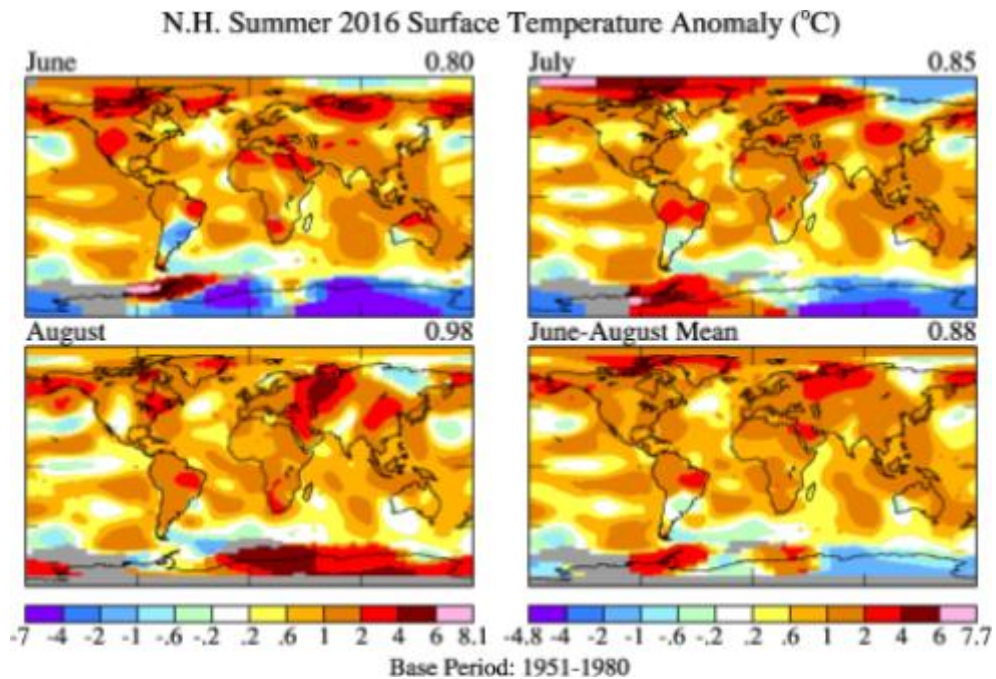 N.H. Summer 2016 Surface Temperature Anomaly (°C)
June 0.80
July 0.85
August 0.98
June-August Mean 0.88
-7 -4 -2 -1 -.6 -.2 .2 .6 1 2 4 6 8.1
-4.8 -4 -2 -1 -.6 -.2 .2 .6 1 2 4 6 7.7
Base Period: 1951-1980